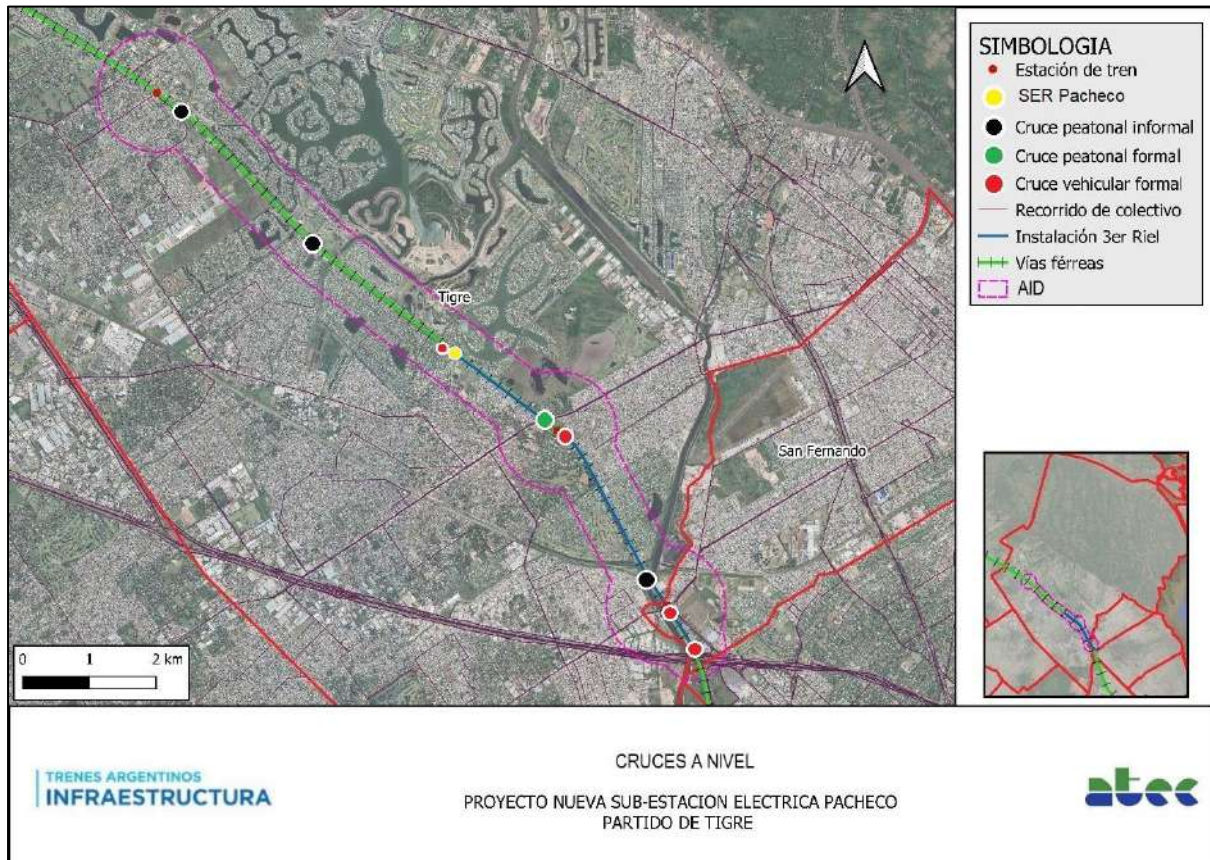 SIMBOLOGIA
Estación de tren
SER Pacheco
Cruce peatonal informal
Cruce peatonal formal
Cruce vehicular formal
Recorrido de colectivo
Instalación 3er Riel
Vías férreas
AID
Tigre
San Fernando
0 1 2 km
TRENES ARGENTINOS
INFRAESTRUCTURA
CRUCES A NIVEL
PROYECTO NUEVA SUB-ESTACION ELECTRICA PACHECO
PARTIDO DE TIGRE
atec